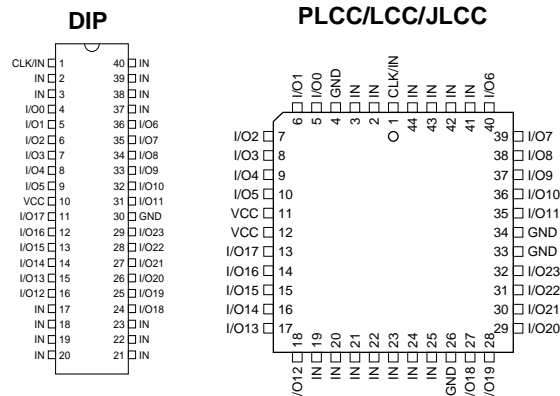 DIP
CLK/IN 1 40 IN
IN 2 39 IN
IN 3 38 IN
I/O0 4 37 IN
I/O1 5 36 I/O6
I/O2 6 35 I/O7
I/O3 7 34 I/O8
I/O4 8 33 I/O9
I/O5 9 32 I/O10
VCC 10 31 I/O11
I/O17 11 30 GND
I/O16 12 29 I/O23
I/O15 13 28 I/O22
I/O14 14 27 I/O21
I/O13 15 26 I/O20
I/O12 16 25 I/O19
IN 17 24 I/O18
IN 18 23 IN
IN 19 22 IN
IN 20 21 IN
PLCC/LCC/JLCC
I/O1 I/O0 GND IN IN CLK/IN IN IN IN IN I/O6
6 5 4 3 2 1 44 43 42 41 40
I/O2 7 39 I/O7
I/O3 8 38 I/O8
I/O4 9 37 I/O9
I/O5 10 36 I/O10
VCC 11 35 I/O11
VCC 12 34 GND
I/O17 13 33 GND
I/O16 14 32 I/O23
I/O15 15 31 I/O22
I/O14 16 30 I/O21
I/O13 17 29 I/O20
18 19 20 21 22 23 24 25 26 27 28
I/O12 IN IN IN IN IN IN IN GND I/O18 I/O19